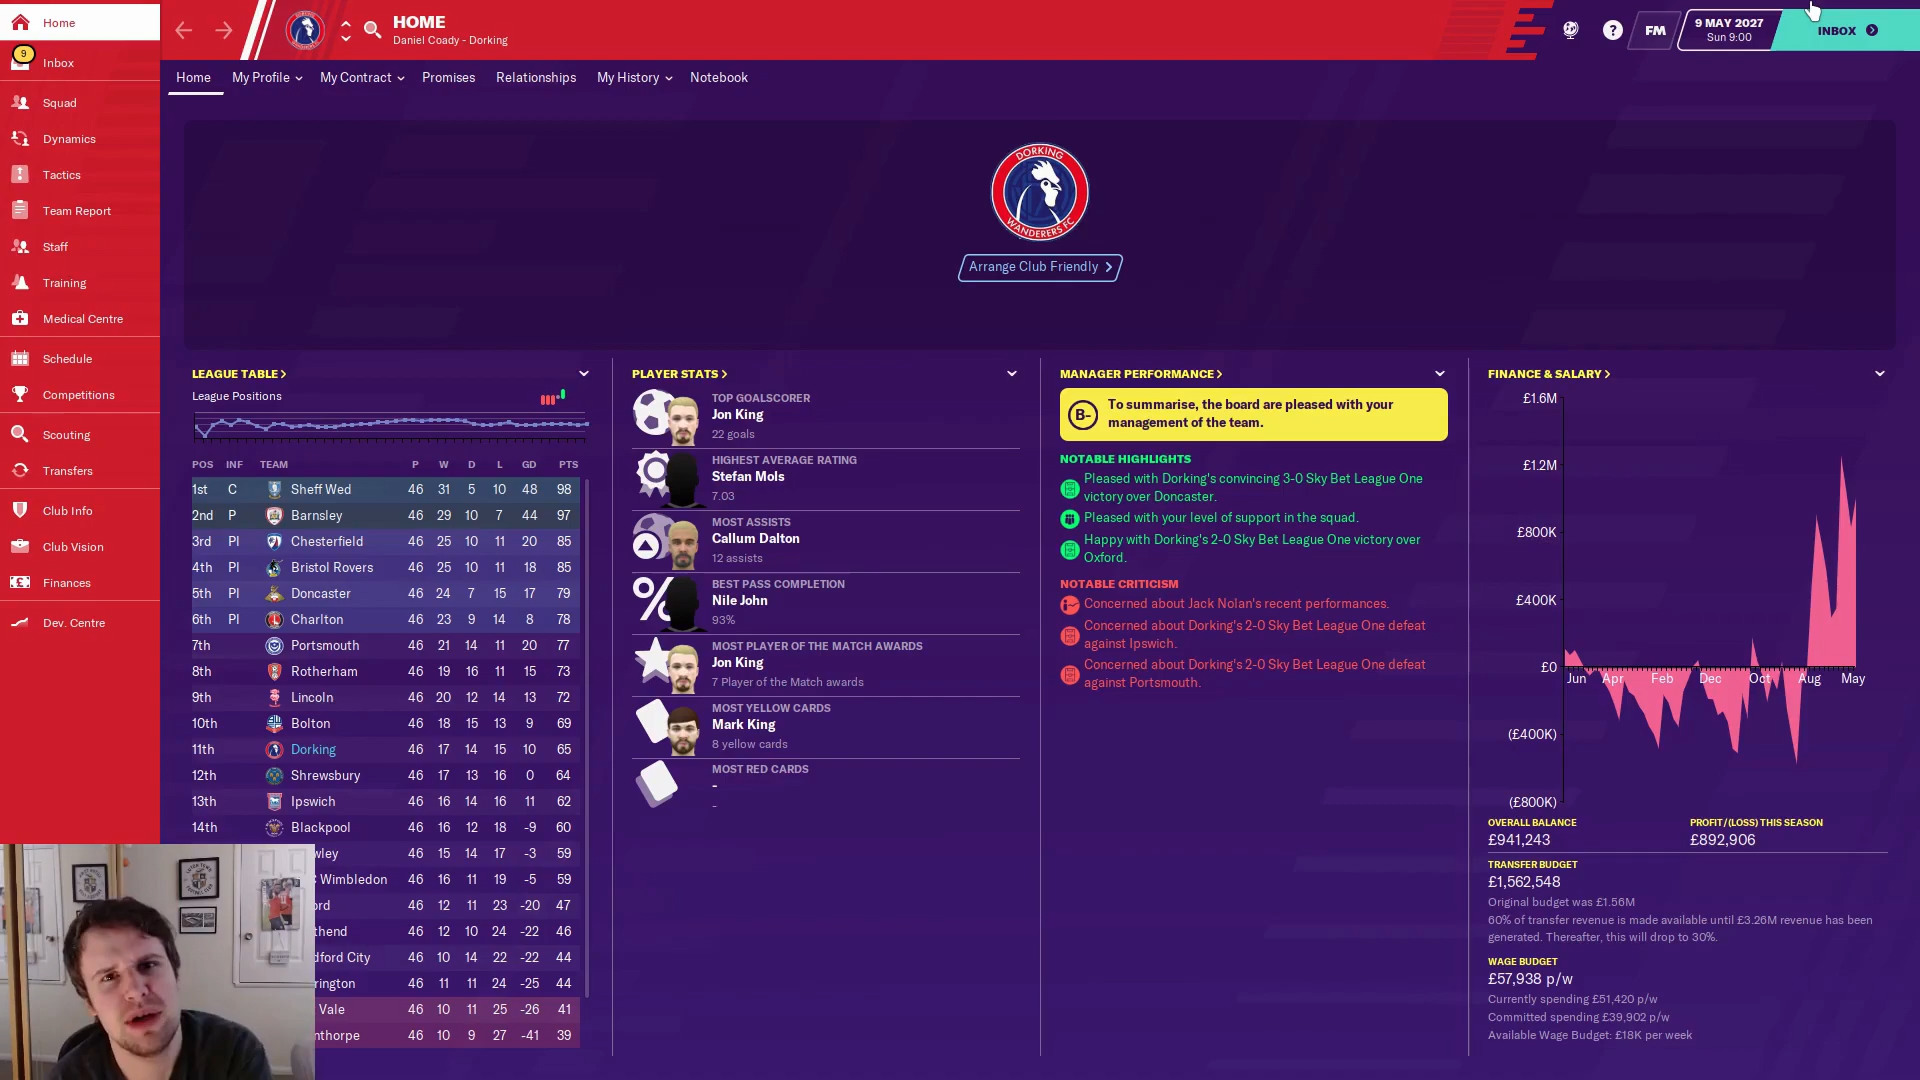 Home
HOME
Daniel Coady - Dorking
FM
9 MAY 2027
Sun 9:00
INBOX
9
Inbox
Squad
Dynamics
Tactics
Team Report
Staff
Training
Medical Centre
Schedule
Competitions
Scouting
Transfers
Club Info
Club Vision
Finances
Dev. Centre
Home My Profile My Contract Promises Relationships My History Notebook
DORKING
WANDERERS FC
Arrange Club Friendly
LEAGUE TABLE
League Positions
POS INF TEAM P W D L GD PTS
1st C Sheff Wed 46 31 5 10 48 98
2nd P Barnsley 46 29 10 7 44 97
3rd Pl Chesterfield 46 25 10 11 20 85
4th Pl Bristol Rovers 46 25 10 11 18 85
5th Pl Doncaster 46 24 7 15 17 79
6th Pl Charlton 46 23 9 14 8 78
7th Portsmouth 46 21 14 11 20 77
8th Rotherham 46 19 16 11 15 73
9th Lincoln 46 20 12 14 13 72
10th Bolton 46 18 15 13 9 69
11th Dorking 46 17 14 15 10 65
12th Shrewsbury 46 17 13 16 0 64
13th Ipswich 46 16 14 16 11 62
14th Blackpool 46 16 12 18 -9 60
wley 46 15 14 17 -3 59
Wimbledon 46 16 11 19 -5 59
ord 46 12 11 23 -20 47
thend 46 12 10 24 -22 46
dford City 46 10 14 22 -22 44
rington 46 11 11 24 -25 44
Vale 46 10 11 25 -26 41
nthorpe 46 10 9 27 -41 39
PLAYER STATS
TOP GOALSCORER
Jon King
22 goals
HIGHEST AVERAGE RATING
Stefan Mols
7.03
MOST ASSISTS
Callum Dalton
12 assists
BEST PASS COMPLETION
Nile John
93%
MOST PLAYER OF THE MATCH AWARDS
Jon King
7 Player of the Match awards
MOST YELLOW CARDS
Mark King
8 yellow cards
MOST RED CARDS
-
-
MANAGER PERFORMANCE
B-
To summarise, the board are pleased with your
management of the team.
NOTABLE HIGHLIGHTS
Pleased with Dorking's convincing 3-0 Sky Bet League One
victory over Doncaster.
Pleased with your level of support in the squad.
Happy with Dorking's 2-0 Sky Bet League One victory over
Oxford.
NOTABLE CRITICISM
Concerned about Jack Nolan's recent performances.
Concerned about Dorking's 2-0 Sky Bet League One defeat
against Ipswich.
Concerned about Dorking's 2-0 Sky Bet League One defeat
against Portsmouth.
FINANCE & SALARY
£1.6M
£1.2M
£800K
£400K
£0
Jun Apr Feb Dec Oct Aug May
(£400K)
(£800K)
OVERALL BALANCE
£941,243
PROFIT/(LOSS) THIS SEASON
£892,906
TRANSFER BUDGET
£1,562,548
Original budget was £1.56M
60% of transfer revenue is made available until £3.26M revenue has been
generated. Thereafter, this will drop to 30%.
WAGE BUDGET
£57,938 p/w
Currently spending £51,420 p/w
Committed spending £39,902 p/w
Available Wage Budget: £18K per week